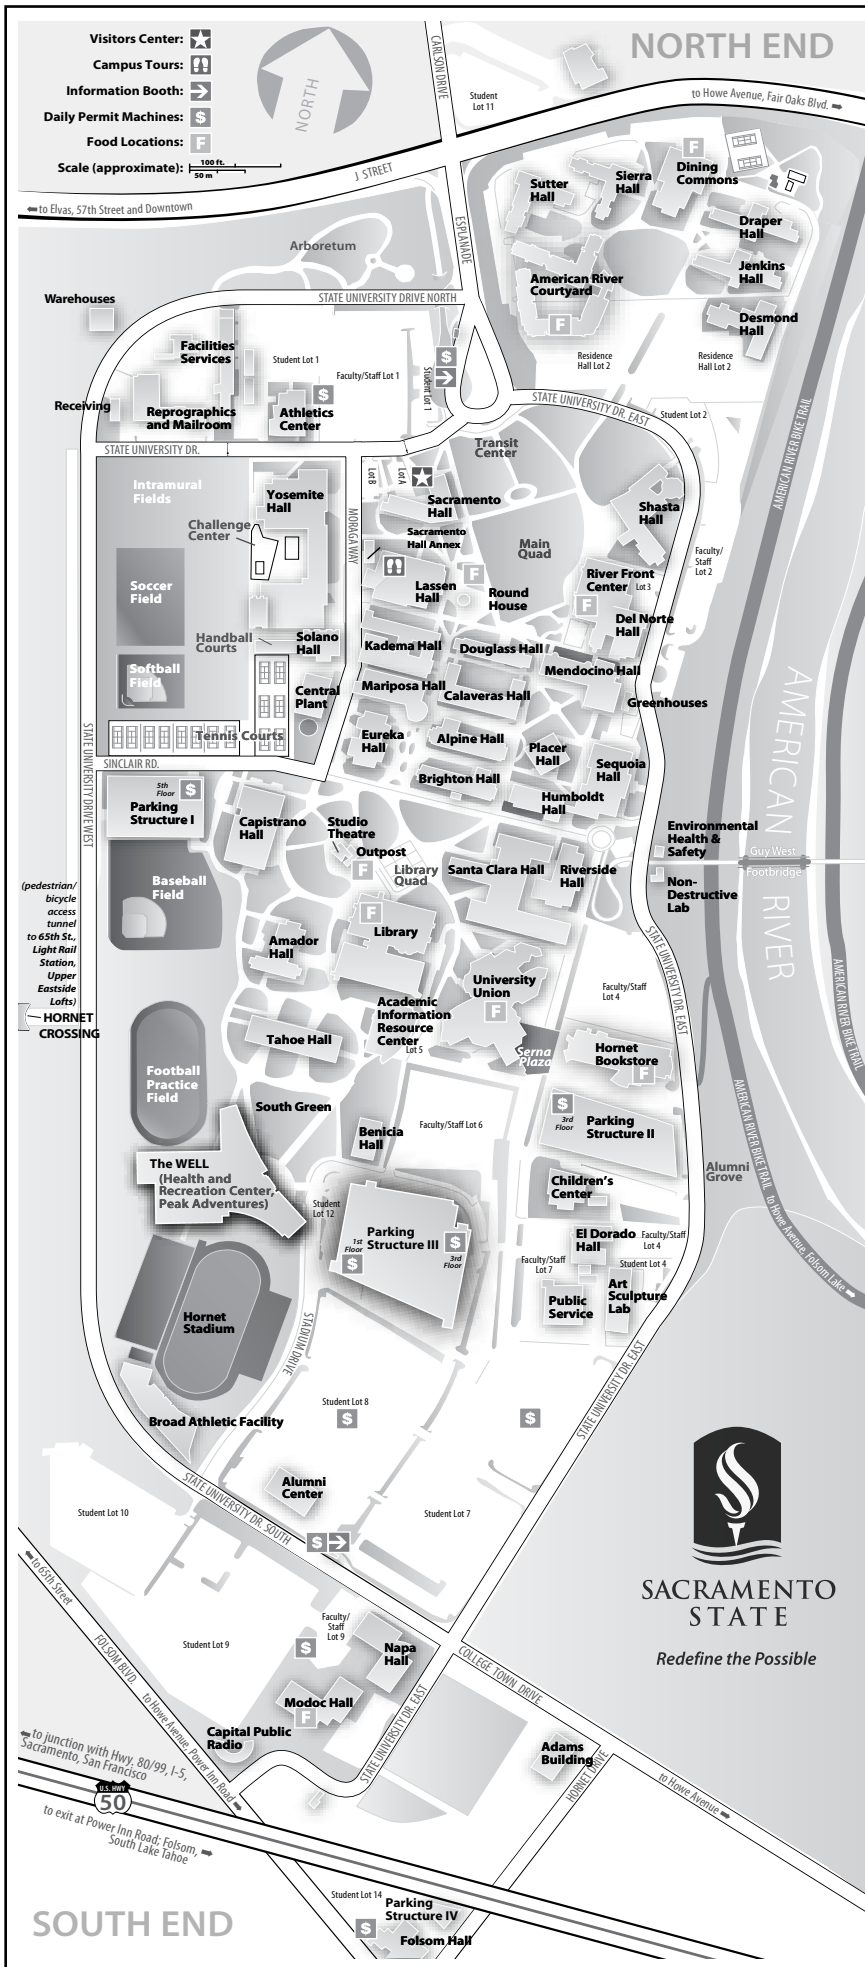 Visitors Center:
Campus Tours:
Information Booth:
Daily Permit Machines:
$
Food Locations:
F
Scale (approximate):
100 ft.
50 m
NORTH
NORTH END
CARLSON DRIVE
Student
Lot 11
to Howe Avenue, Fair Oaks Blvd.
J STREET
to Elvas, 57th Street and Downtown
ESPLANADE
Arboretum
F
Sutter
Hall
Sierra
Hall
Dining
Commons
Draper
Hall
American River
Courtyard
F
Jenkins
Hall
Desmond
Hall
Residence
Hall Lot 2
Residence
Hall Lot 2
Warehouses
STATE UNIVERSITY DRIVE NORTH
Facilities
Services
Student Lot 1
Faculty/Staff Lot 1
Student Lot 1
$
Receiving
Reprographics
and Mailroom
$
Athletics
Center
STATE UNIVERSITY DR. EAST
Student Lot 2
AMERICAN RIVER BIKE TRAIL
STATE UNIVERSITY DR.
Transit
Center
Intramural
Fields
Yosemite
Hall
Lot B
Lot A
Sacramento
Hall
Shasta
Hall
Challenge
Center
MORAGA WAY
Sacramento
Hall Annex
Main
Quad
Faculty/
Staff
Lot 2
Soccer
Field
Lassen
Hall
F
Round
House
River Front
Center
Lot 3
F
Del Norte
Hall
Handball
Courts
Solano
Hall
Kadema Hall
Douglass Hall
Softball
Field
Mendocino Hall
Central
Plant
Mariposa Hall
Calaveras Hall
Greenhouses
AMERICAN
RIVER
Tennis Courts
Eureka
Hall
Alpine Hall
Placer
Hall
Sequoia
Hall
STATE UNIVERSITY DRIVE WEST
SINCLAIR RD.
Brighton Hall
Humboldt
Hall
5th
Floor
$
Parking
Structure I
Capistrano
Hall
Studio
Theatre
Outpost
F
Library
Quad
Santa Clara Hall
Riverside
Hall
Environmental
Health &
Safety
Guy West
Footbridge
Non-
Destructive
Lab
Baseball
Field
(pedestrian/
bicycle
access
tunnel
to 65th St.,
Light Rail
Station,
Upper
Eastside
Lofts)
HORNET
CROSSING
F
Library
Amador
Hall
STATE UNIVERSITY DR. EAST
University
Union
F
Faculty/Staff
Lot 4
AMERICAN RIVER BIKE TRAIL
Academic
Information
Resource
Center
Lot 5
Tahoe Hall
Serna
Plaza
Hornet
Bookstore
F
Football
Practice
Field
South Green
Benicia
Hall
Faculty/Staff Lot 6
$
3rd
Floor
Parking
Structure II
AMERICAN RIVER BIKE TRAIL
to Howe Avenue, Folsom Lake
The WELL
(Health and
Recreation Center,
Peak Adventures)
Alumni
Grove
Children's
Center
Student
Lot 12
Parking
Structure III
1st
Floor
$
$
3rd
Floor
El Dorado
Hall
Faculty/Staff
Lot 4
Faculty/Staff
Lot 7
Student Lot 4
Art
Sculpture
Lab
Public
Service
Hornet
Stadium
STADIUM DRIVE
STATE UNIVERSITY DR. EAST
Student Lot 8
$
$
Broad Athletic Facility
Alumni
Center
STATE UNIVERSITY DR. SOUTH
Student Lot 10
Student Lot 7
$
SACRAMENTO
STATE
Redefine the Possible
to 65th Street
FOLSOM BLVD.
to Howe Avenue, Power Inn Road
Student Lot 9
Faculty/
Staff
Lot 9
$
Napa
Hall
COLLEGE TOWN DRIVE
Modoc Hall
F
STATE UNIVERSITY DR. EAST
Capital Public
Radio
Adams
Building
HORNET DRIVE
to Howe Avenue
to junction with Hwy. 80/99, I-5,
Sacramento, San Francisco
U.S. HWY
50
to exit at Power Inn Road; Folsom,
South Lake Tahoe
SOUTH END
Student Lot 14
Parking
Structure IV
$
Folsom Hall